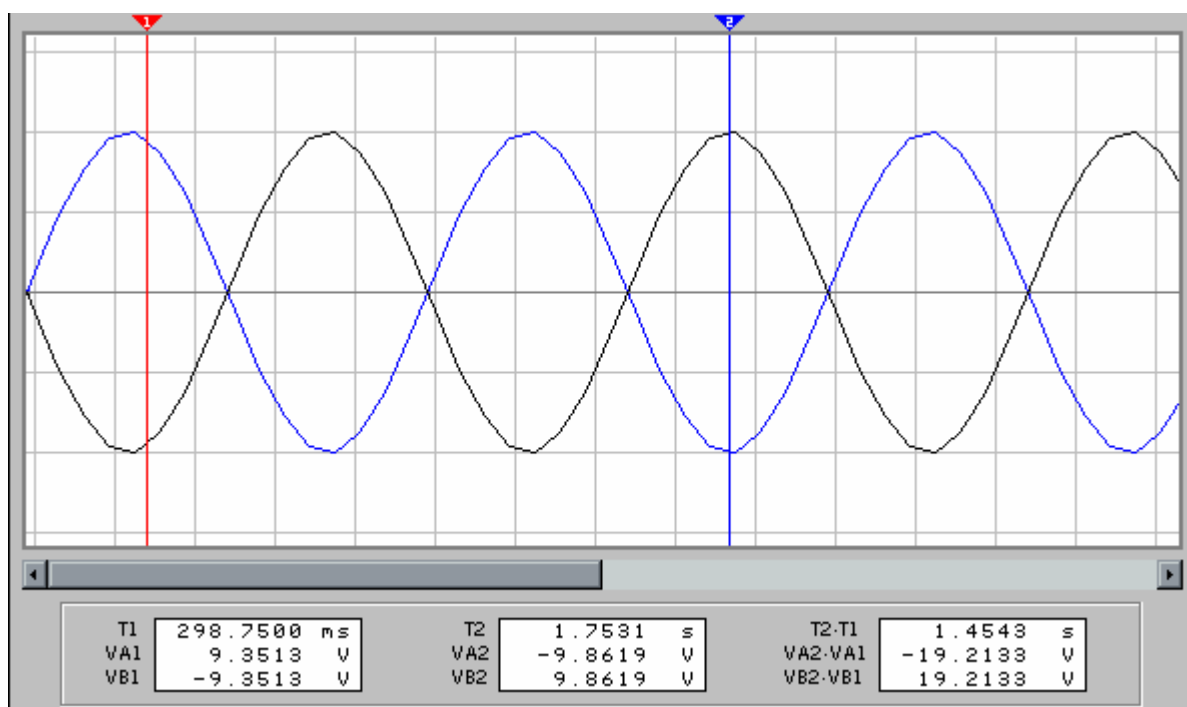 1 2
T1 298.7500 ms T2 1.7531 s T2-T1 1.4543 s
VA1 9.3513 V VA2 -9.8619 V VA2-VA1 -19.2133 V
VB1 -9.3513 V VB2 9.8619 V VB2-VB1 19.2133 V